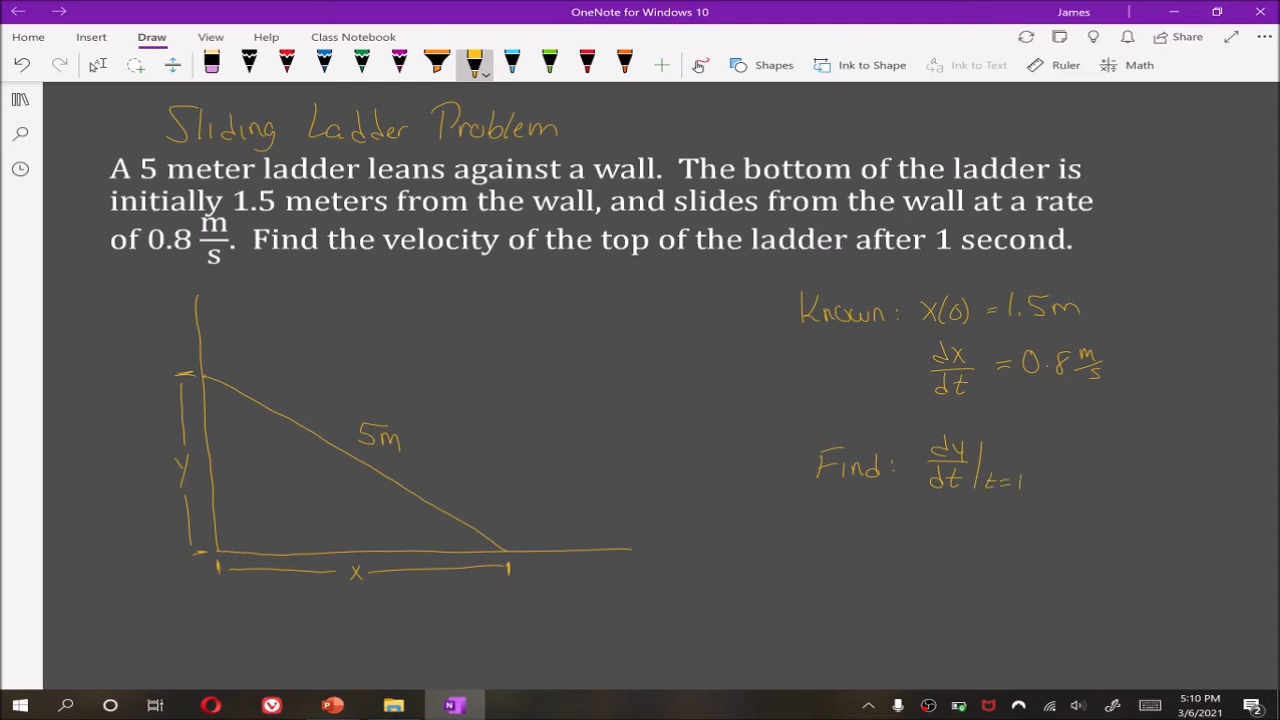 OneNote for Windows 10
James
Home Insert Draw View Help Class Notebook
Share
Shapes
Ink to Shape
Ink to Text
Ruler
Math
Sliding Ladder Problem
A 5 meter ladder leans against a wall. The bottom of the ladder is
initially 1.5 meters from the wall, and slides from the wall at a rate
of 0.8 m/s. Find the velocity of the top of the ladder after 1 second.
Known: x(0) = 1.5m
dx/dt = 0.8 m/s
5m
y
Find: dy/dt|t=1
x
5:10 PM
3/6/2021
2